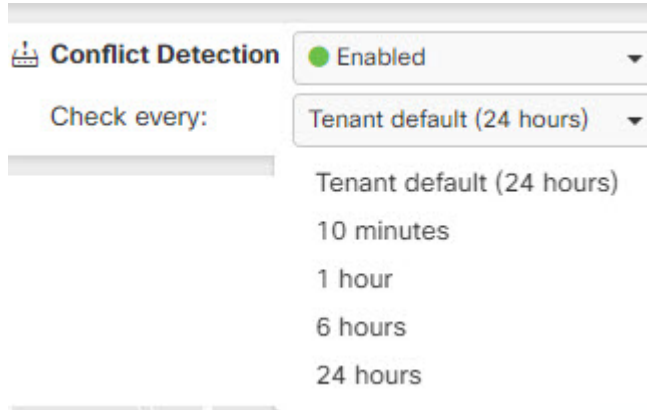 Conflict Detection Enabled
Check every: Tenant default (24 hours)
Tenant default (24 hours)
10 minutes
1 hour
6 hours
24 hours